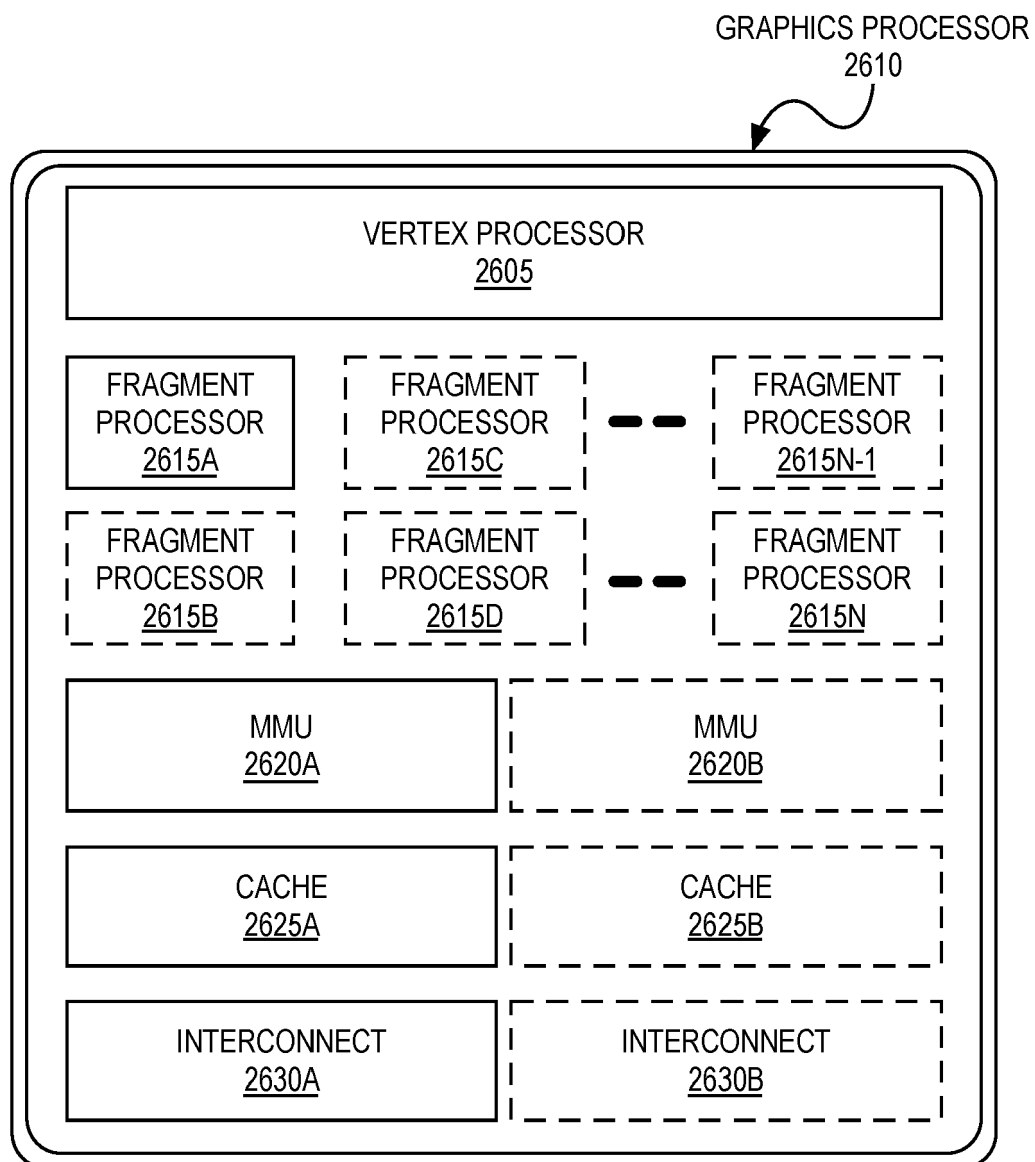 GRAPHICS PROCESSOR
2610
VERTEX PROCESSOR
2605
FRAGMENT
PROCESSOR
2615A
FRAGMENT
PROCESSOR
2615C
FRAGMENT
PROCESSOR
2615N-1
FRAGMENT
PROCESSOR
2615B
FRAGMENT
PROCESSOR
2615D
FRAGMENT
PROCESSOR
2615N
MMU
2620A
MMU
2620B
CACHE
2625A
CACHE
2625B
INTERCONNECT
2630A
INTERCONNECT
2630B